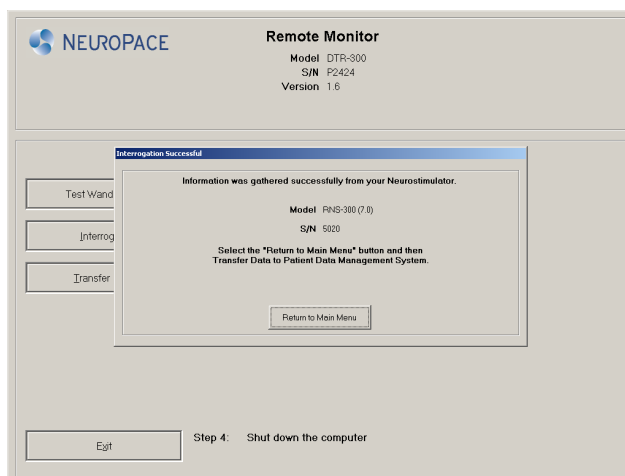 NEUROPACE
Remote Monitor
Model DTR-300
S/N P2424
Version 1.6
Interrogation Successful
Information was gathered successfully from your Neurostimulator.
Model RNS-300 (7.0)
S/N 5020
Select the "Return to Main Menu" button and then
Transfer Data to Patient Data Management System.
Return to Main Menu
Test Wand
Interrog
Transfer
Exit
Step 4: Shut down the computer